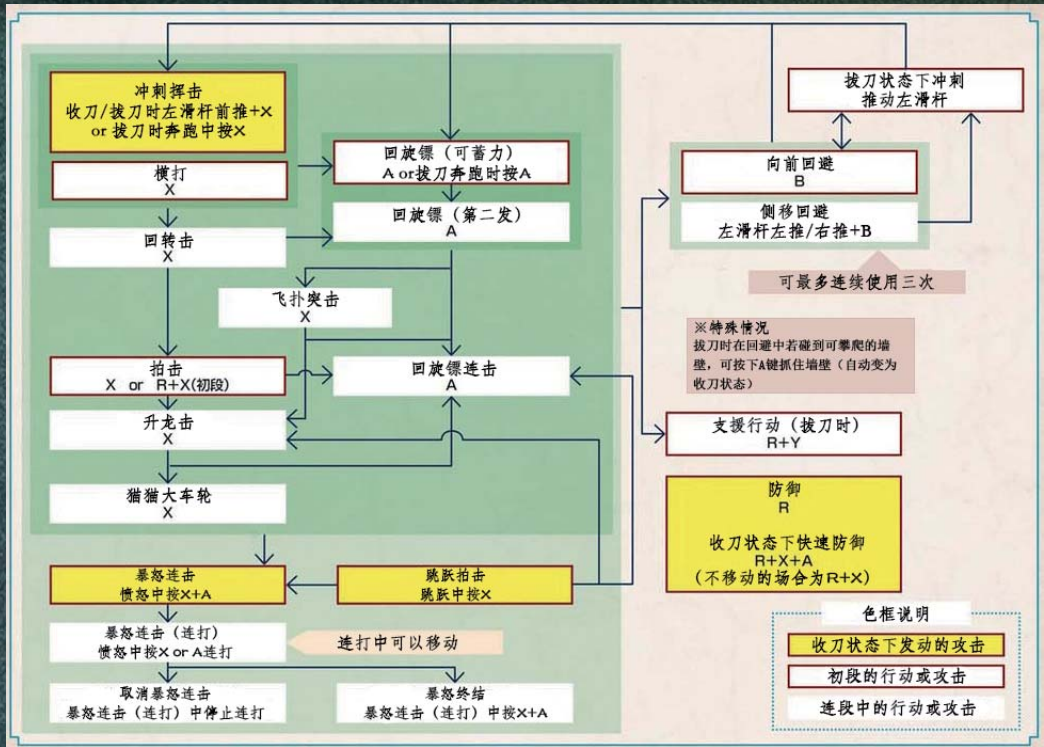 冲刺挥击
收刀/拔刀时左滑杆前推+X
or 拔刀时奔跑中按X
横打
X
回转击
X
回旋镖（可蓄力）
A or拔刀奔跑时按A
回旋镖（第二发）
A
飞扑突击
X
拍击
X or R+X(初段)
回旋镖连击
A
升龙击
X
猫猫大车轮
X
暴怒连击
愤怒中按X+A
跳跃拍击
跳跃中按X
暴怒连击（连打）
愤怒中按X or A连打
连打中可以移动
取消暴怒连击
暴怒连击（连打）中停止连打
暴怒终结
暴怒连击（连打）中按X+A
拔刀状态下冲刺
推动左滑杆
向前回避
B
侧移回避
左滑杆左推/右推+B
可最多连续使用三次
※特殊情况
拔刀时在回避中若碰到可攀爬的墙
壁，可按下A键抓住墙壁（自动变为
收刀状态）
支援行动（拔刀时）
R+Y
防御
R
收刀状态下快速防御
R+X+A
(不移动的场合为R+X)
色框说明
收刀状态下发动的攻击
初段的行动或攻击
连段中的行动或攻击